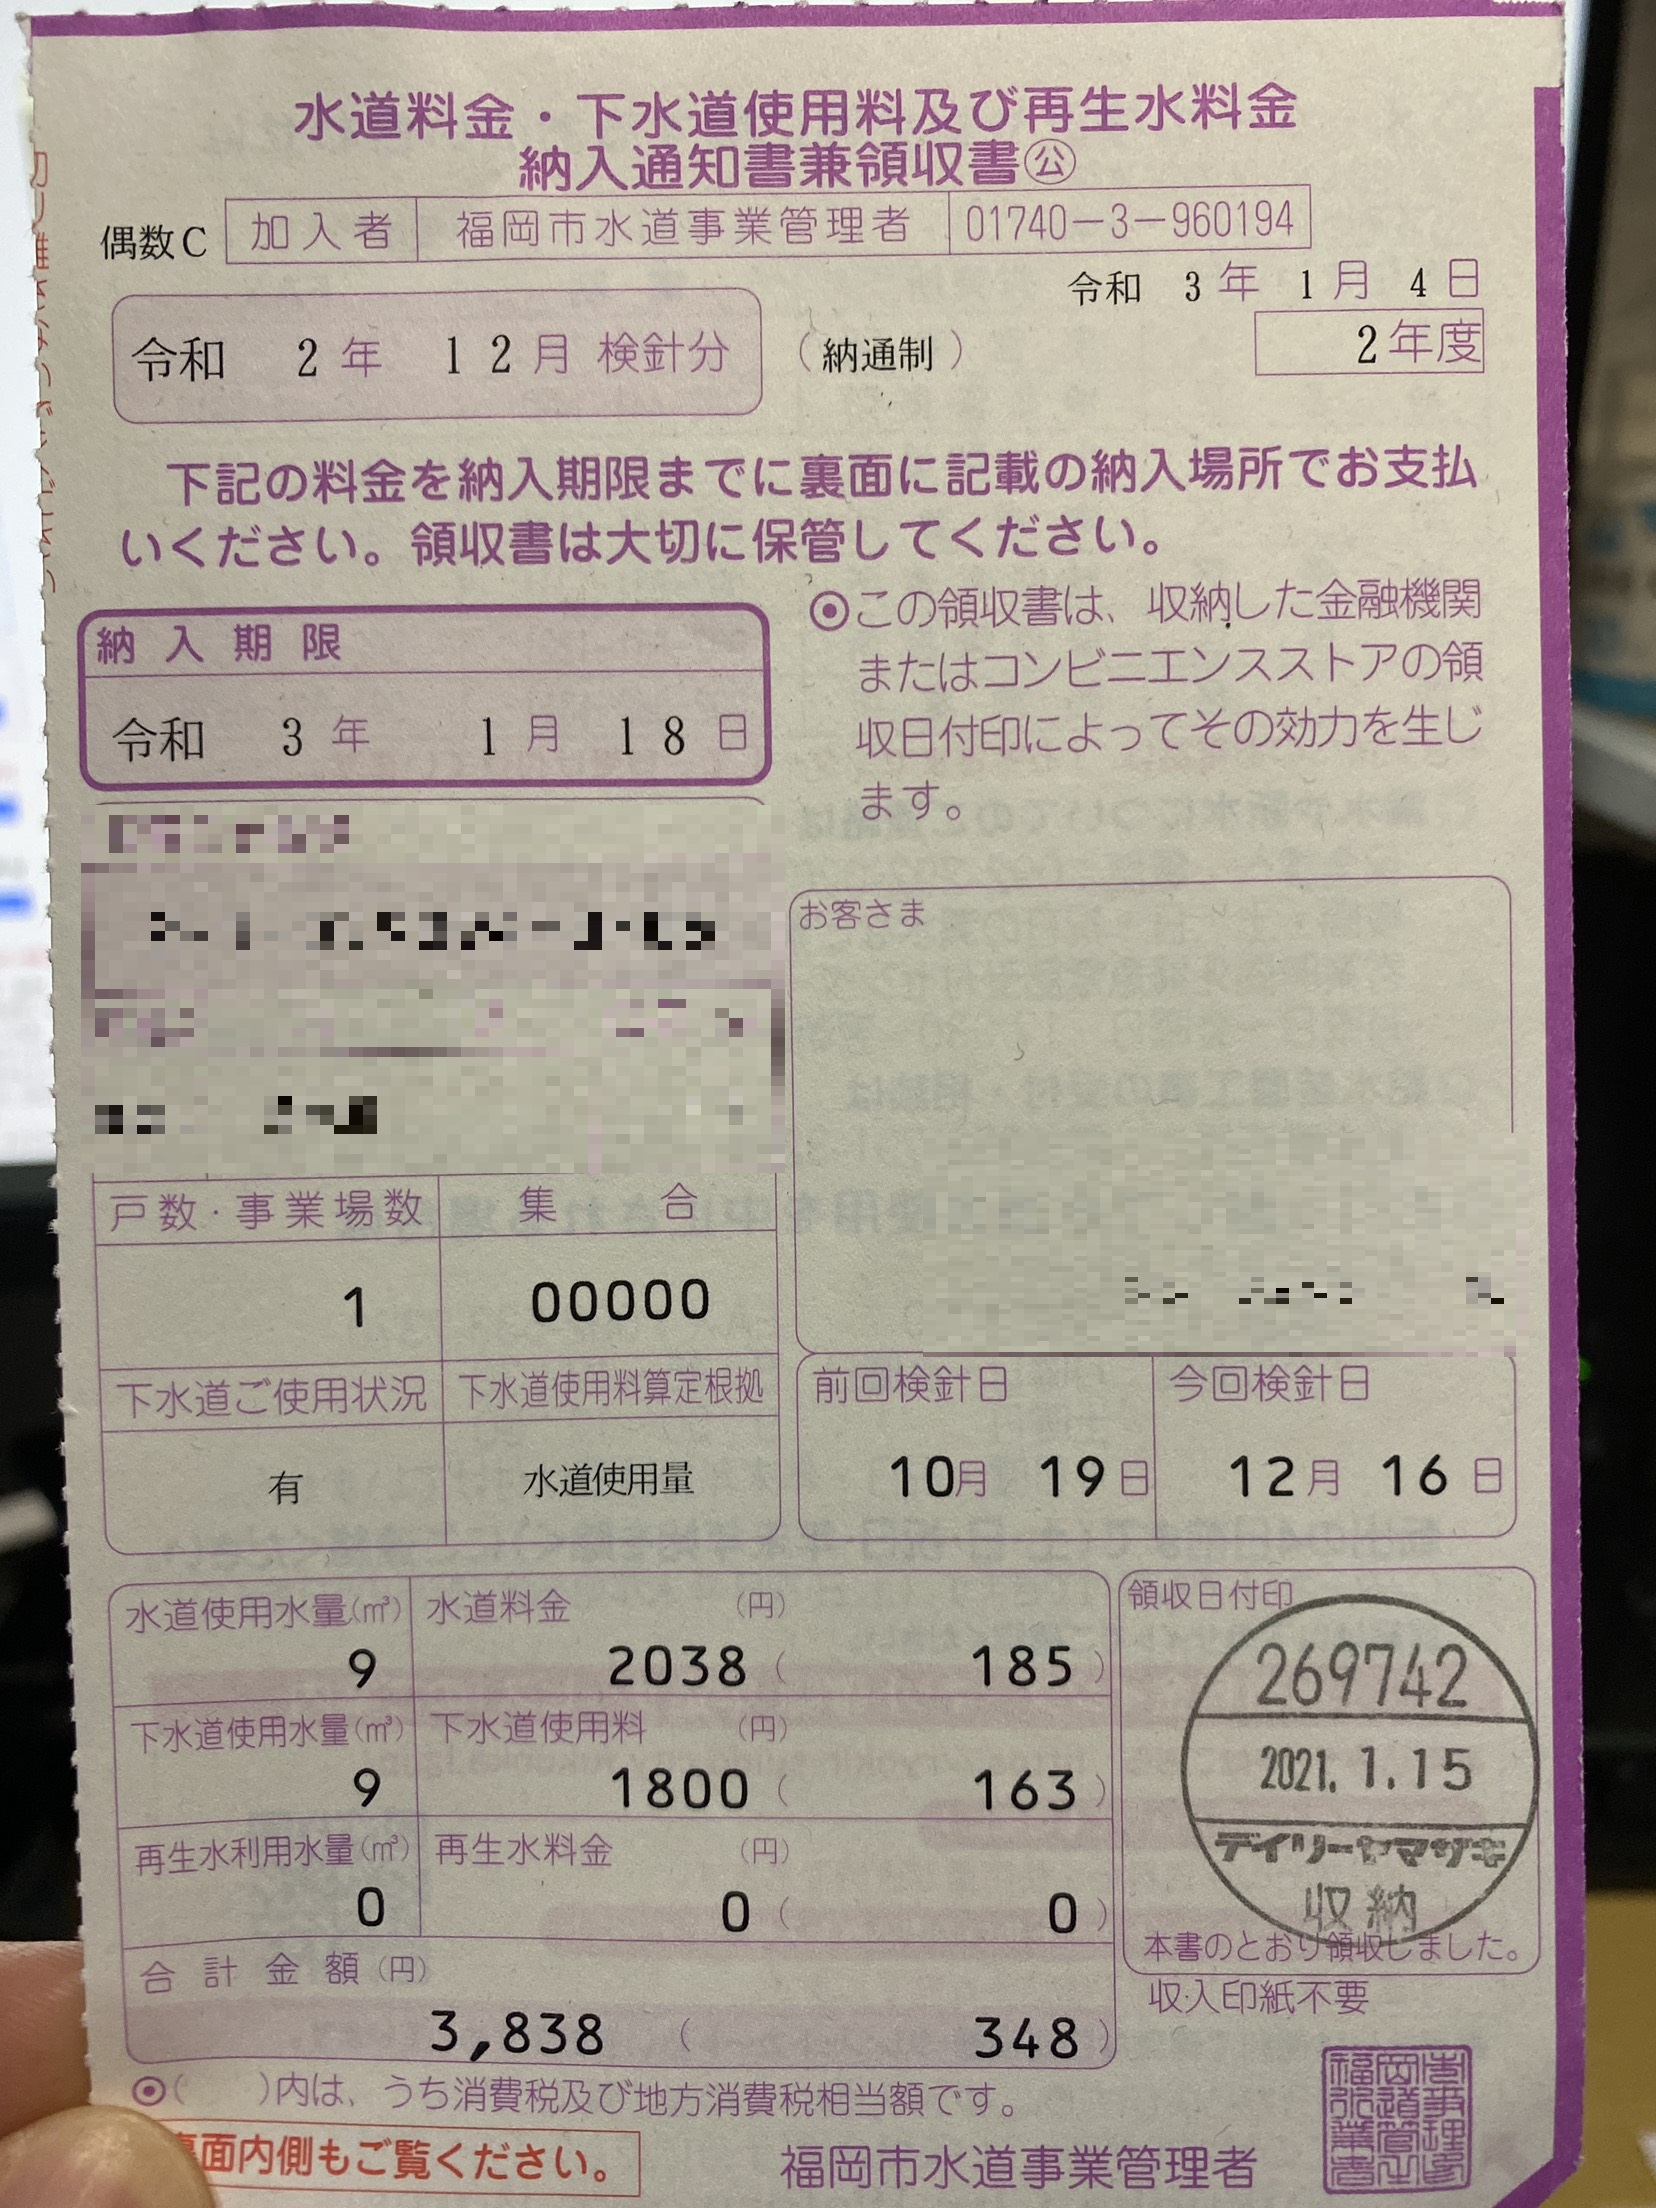 水道料金・下水道使用料及び再生水料金
納入通知書兼領収書㊡
偶数C 加入者 福岡市水道事業管理者 01740-3-960194
令和 3年 1月 4日
令和 2年 12月 検針分 (納通制) 2年度
下記の料金を納入期限までに裏面に記載の納入場所でお支払
いください。領収書は大切に保管してください。
納入期限
令和 3年 1月 18日
◉この領収書は、収納した金融機関
またはコンビニエンスストアの領
収日付印によってその効力を生じ
ます。
お客さま
戸数・事業場数 集合
1 00000
下水道ご使用状況 下水道使用料算定根拠
有 水道使用量
前回検針日 今回検針日
10月 19日 12月 16日
水道使用水量(㎥) 水道料金 (円)
9 2038 ( 185 )
下水道使用水量(㎥) 下水道使用料 (円)
9 1800 ( 163 )
再生水利用水量(㎥) 再生水料金 (円)
0 0 ( 0 )
合計金額(円)
3,838 ( 348 )
領収日付印
269742
2021. 1. 15
デイリーヤマザキ
収納
本書のとおり領収しました。
収入印紙不要
◉( )内は、うち消費税及び地方消費税相当額です。
裏面内側もご覧ください。
福岡市水道事業管理者